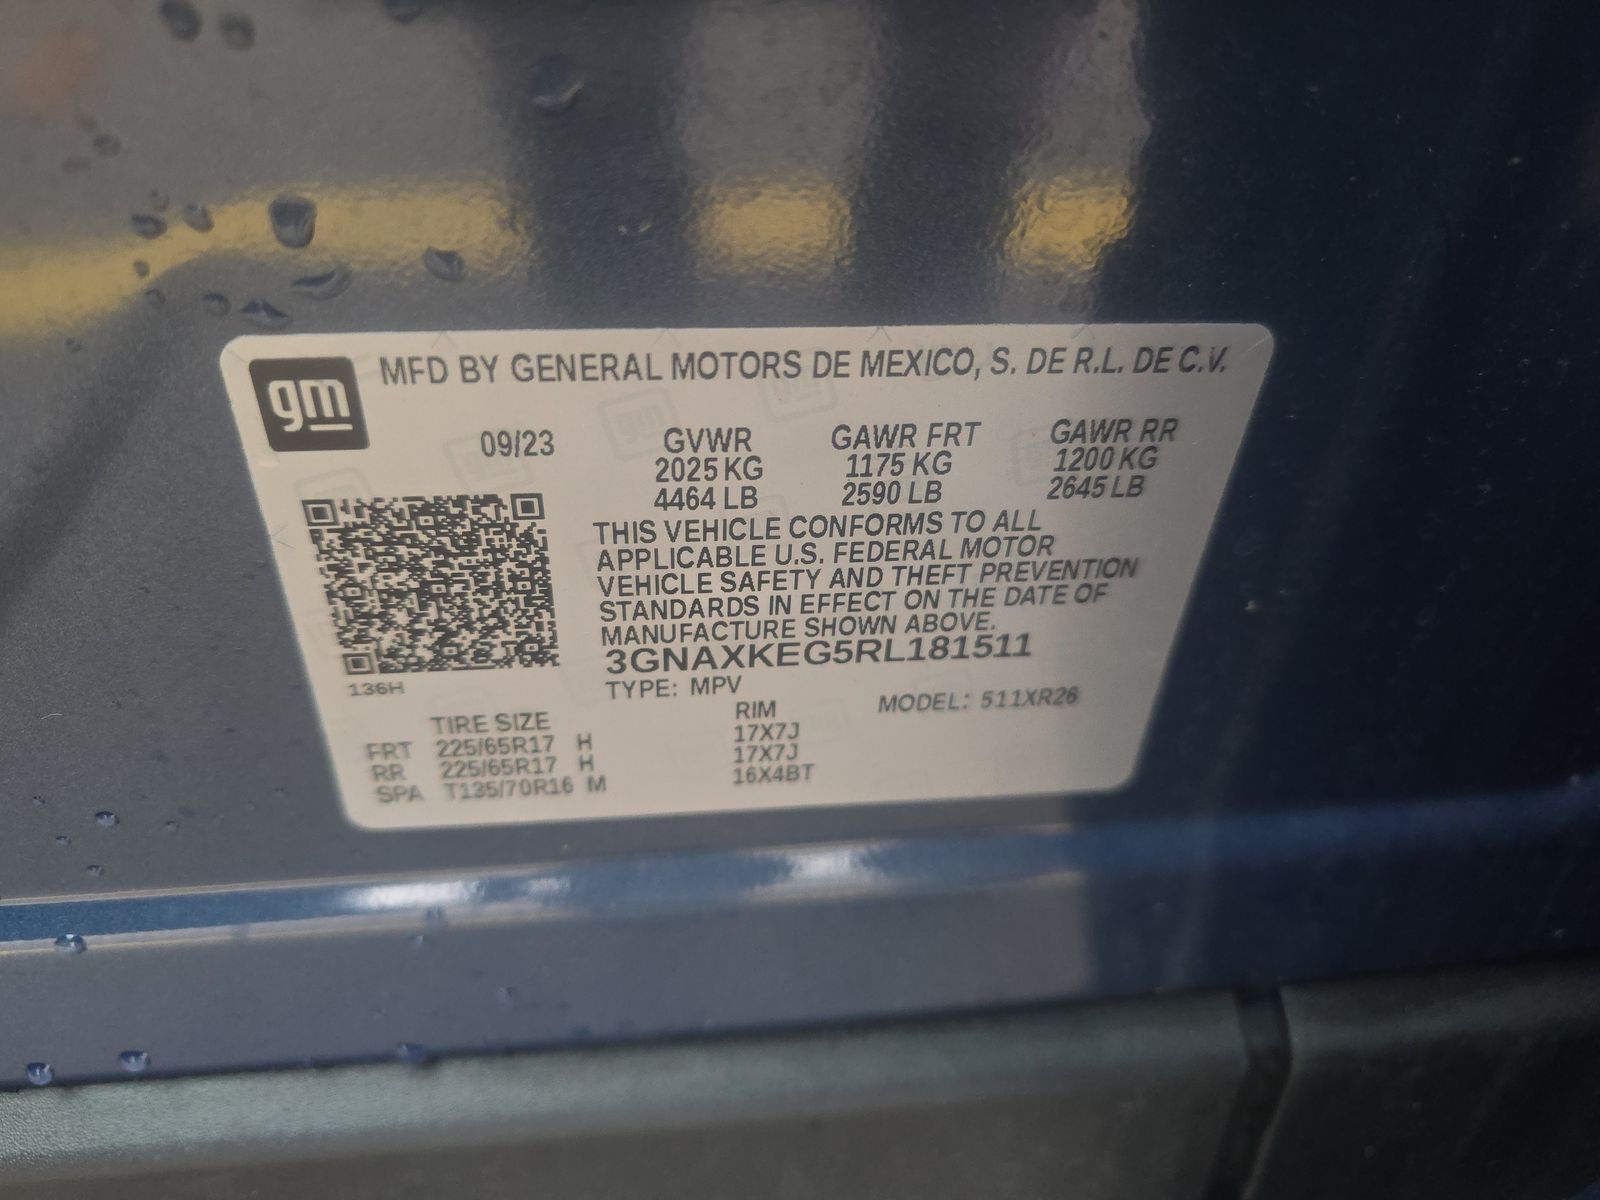 gm
MFD BY GENERAL MOTORS DE MEXICO, S. DE R.L. DE C.V.
09/23
GVWR GAWR FRT GAWR RR
2025 KG 1175 KG 1200 KG
4464 LB 2590 LB 2645 LB
THIS VEHICLE CONFORMS TO ALL
APPLICABLE U.S. FEDERAL MOTOR
VEHICLE SAFETY AND THEFT PREVENTION
STANDARDS IN EFFECT ON THE DATE OF
MANUFACTURE SHOWN ABOVE.
3GNAXKEG5RL181511
136H
TYPE: MPV
MODEL: 511XR26
TIRE SIZE RIM
FRT 225/65R17 H 17X7J
RR 225/65R17 H 17X7J
SPA T135/70R16 M 16X4BT